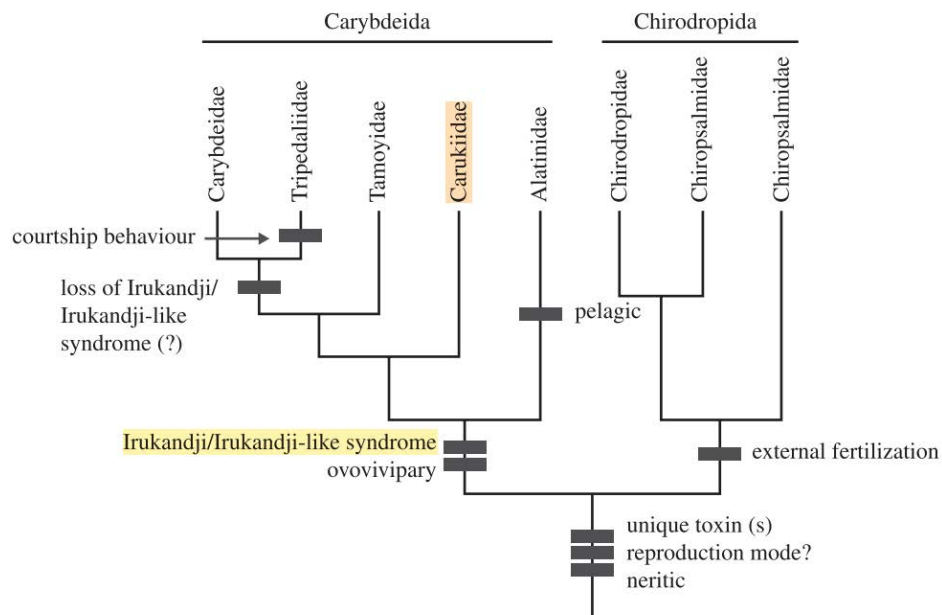 Carybdeida
Chirodropida
Carybdeidae
Tripedaliidae
Tamoyidae
Carukiidae
Alatinidae
Chirodropidae
Chiropsalmidae
Chiropsalmidae
courtship behaviour
loss of Irukandji/
Irukandji-like
syndrome (?)
pelagic
Irukandji/Irukandji-like syndrome
ovovivipary
external fertilization
unique toxin (s)
reproduction mode?
neritic